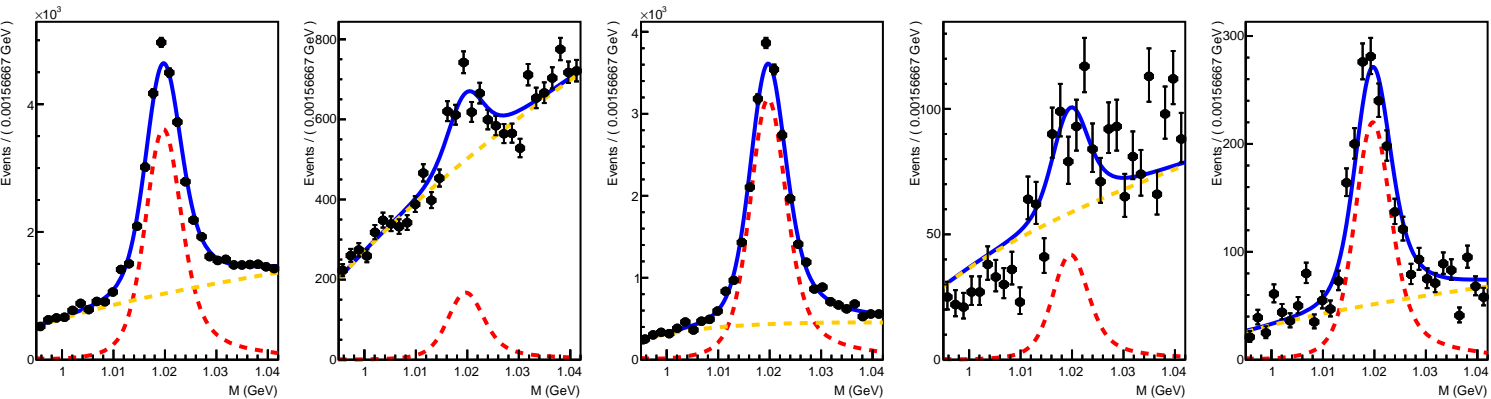 ×10³
Events / ( 0.00156667 GeV )
4
2
0
1 1.01 1.02 1.03 1.04
M (GeV)
Events / ( 0.00156667 GeV )
800
600
400
200
0
1 1.01 1.02 1.03 1.04
M (GeV)
×10³
Events / ( 0.00156667 GeV )
4
3
2
1
0
1 1.01 1.02 1.03 1.04
M (GeV)
Events / ( 0.00156667 GeV )
100
50
0
1 1.01 1.02 1.03 1.04
M (GeV)
Events / ( 0.00156667 GeV )
300
200
100
0
1 1.01 1.02 1.03 1.04
M (GeV)